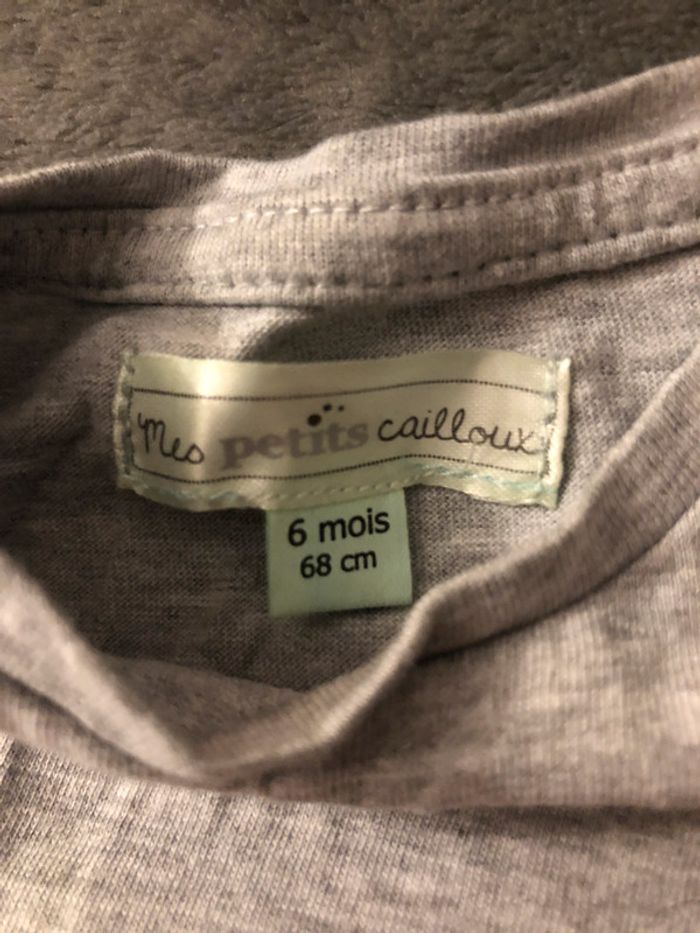 Mes petits cailloux
6 mois
68 cm